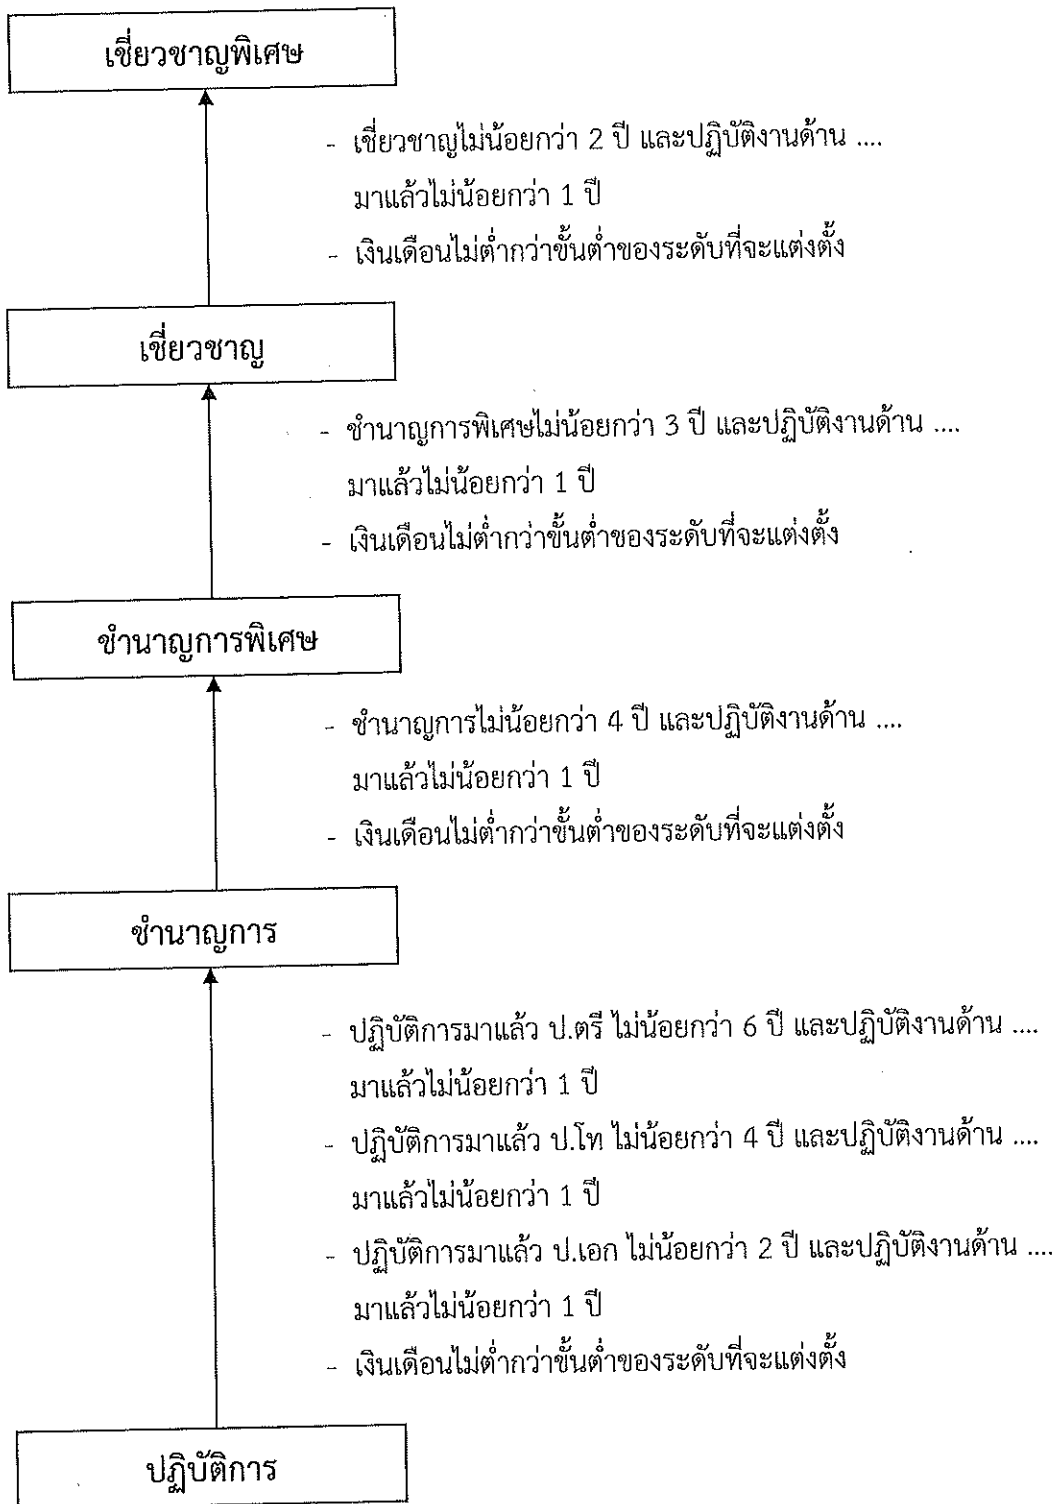 เชี่ยวชาญพิเศษ
- เชี่ยวชาญไม่น้อยกว่า 2 ปี และปฏิบัติงานด้าน ....
มาแล้วไม่น้อยกว่า 1 ปี
- เงินเดือนไม่ต่ำกว่าขั้นต่ำของระดับที่จะแต่งตั้ง
เชี่ยวชาญ
- ชำนาญการพิเศษไม่น้อยกว่า 3 ปี และปฏิบัติงานด้าน ....
มาแล้วไม่น้อยกว่า 1 ปี
- เงินเดือนไม่ต่ำกว่าขั้นต่ำของระดับที่จะแต่งตั้ง
ชำนาญการพิเศษ
- ชำนาญการไม่น้อยกว่า 4 ปี และปฏิบัติงานด้าน ....
มาแล้วไม่น้อยกว่า 1 ปี
- เงินเดือนไม่ต่ำกว่าขั้นต่ำของระดับที่จะแต่งตั้ง
ชำนาญการ
- ปฏิบัติการมาแล้ว ป.ตรี ไม่น้อยกว่า 6 ปี และปฏิบัติงานด้าน ....
มาแล้วไม่น้อยกว่า 1 ปี
- ปฏิบัติการมาแล้ว ป.โท ไม่น้อยกว่า 4 ปี และปฏิบัติงานด้าน ....
มาแล้วไม่น้อยกว่า 1 ปี
- ปฏิบัติการมาแล้ว ป.เอก ไม่น้อยกว่า 2 ปี และปฏิบัติงานด้าน ....
มาแล้วไม่น้อยกว่า 1 ปี
- เงินเดือนไม่ต่ำกว่าขั้นต่ำของระดับที่จะแต่งตั้ง
ปฏิบัติการ